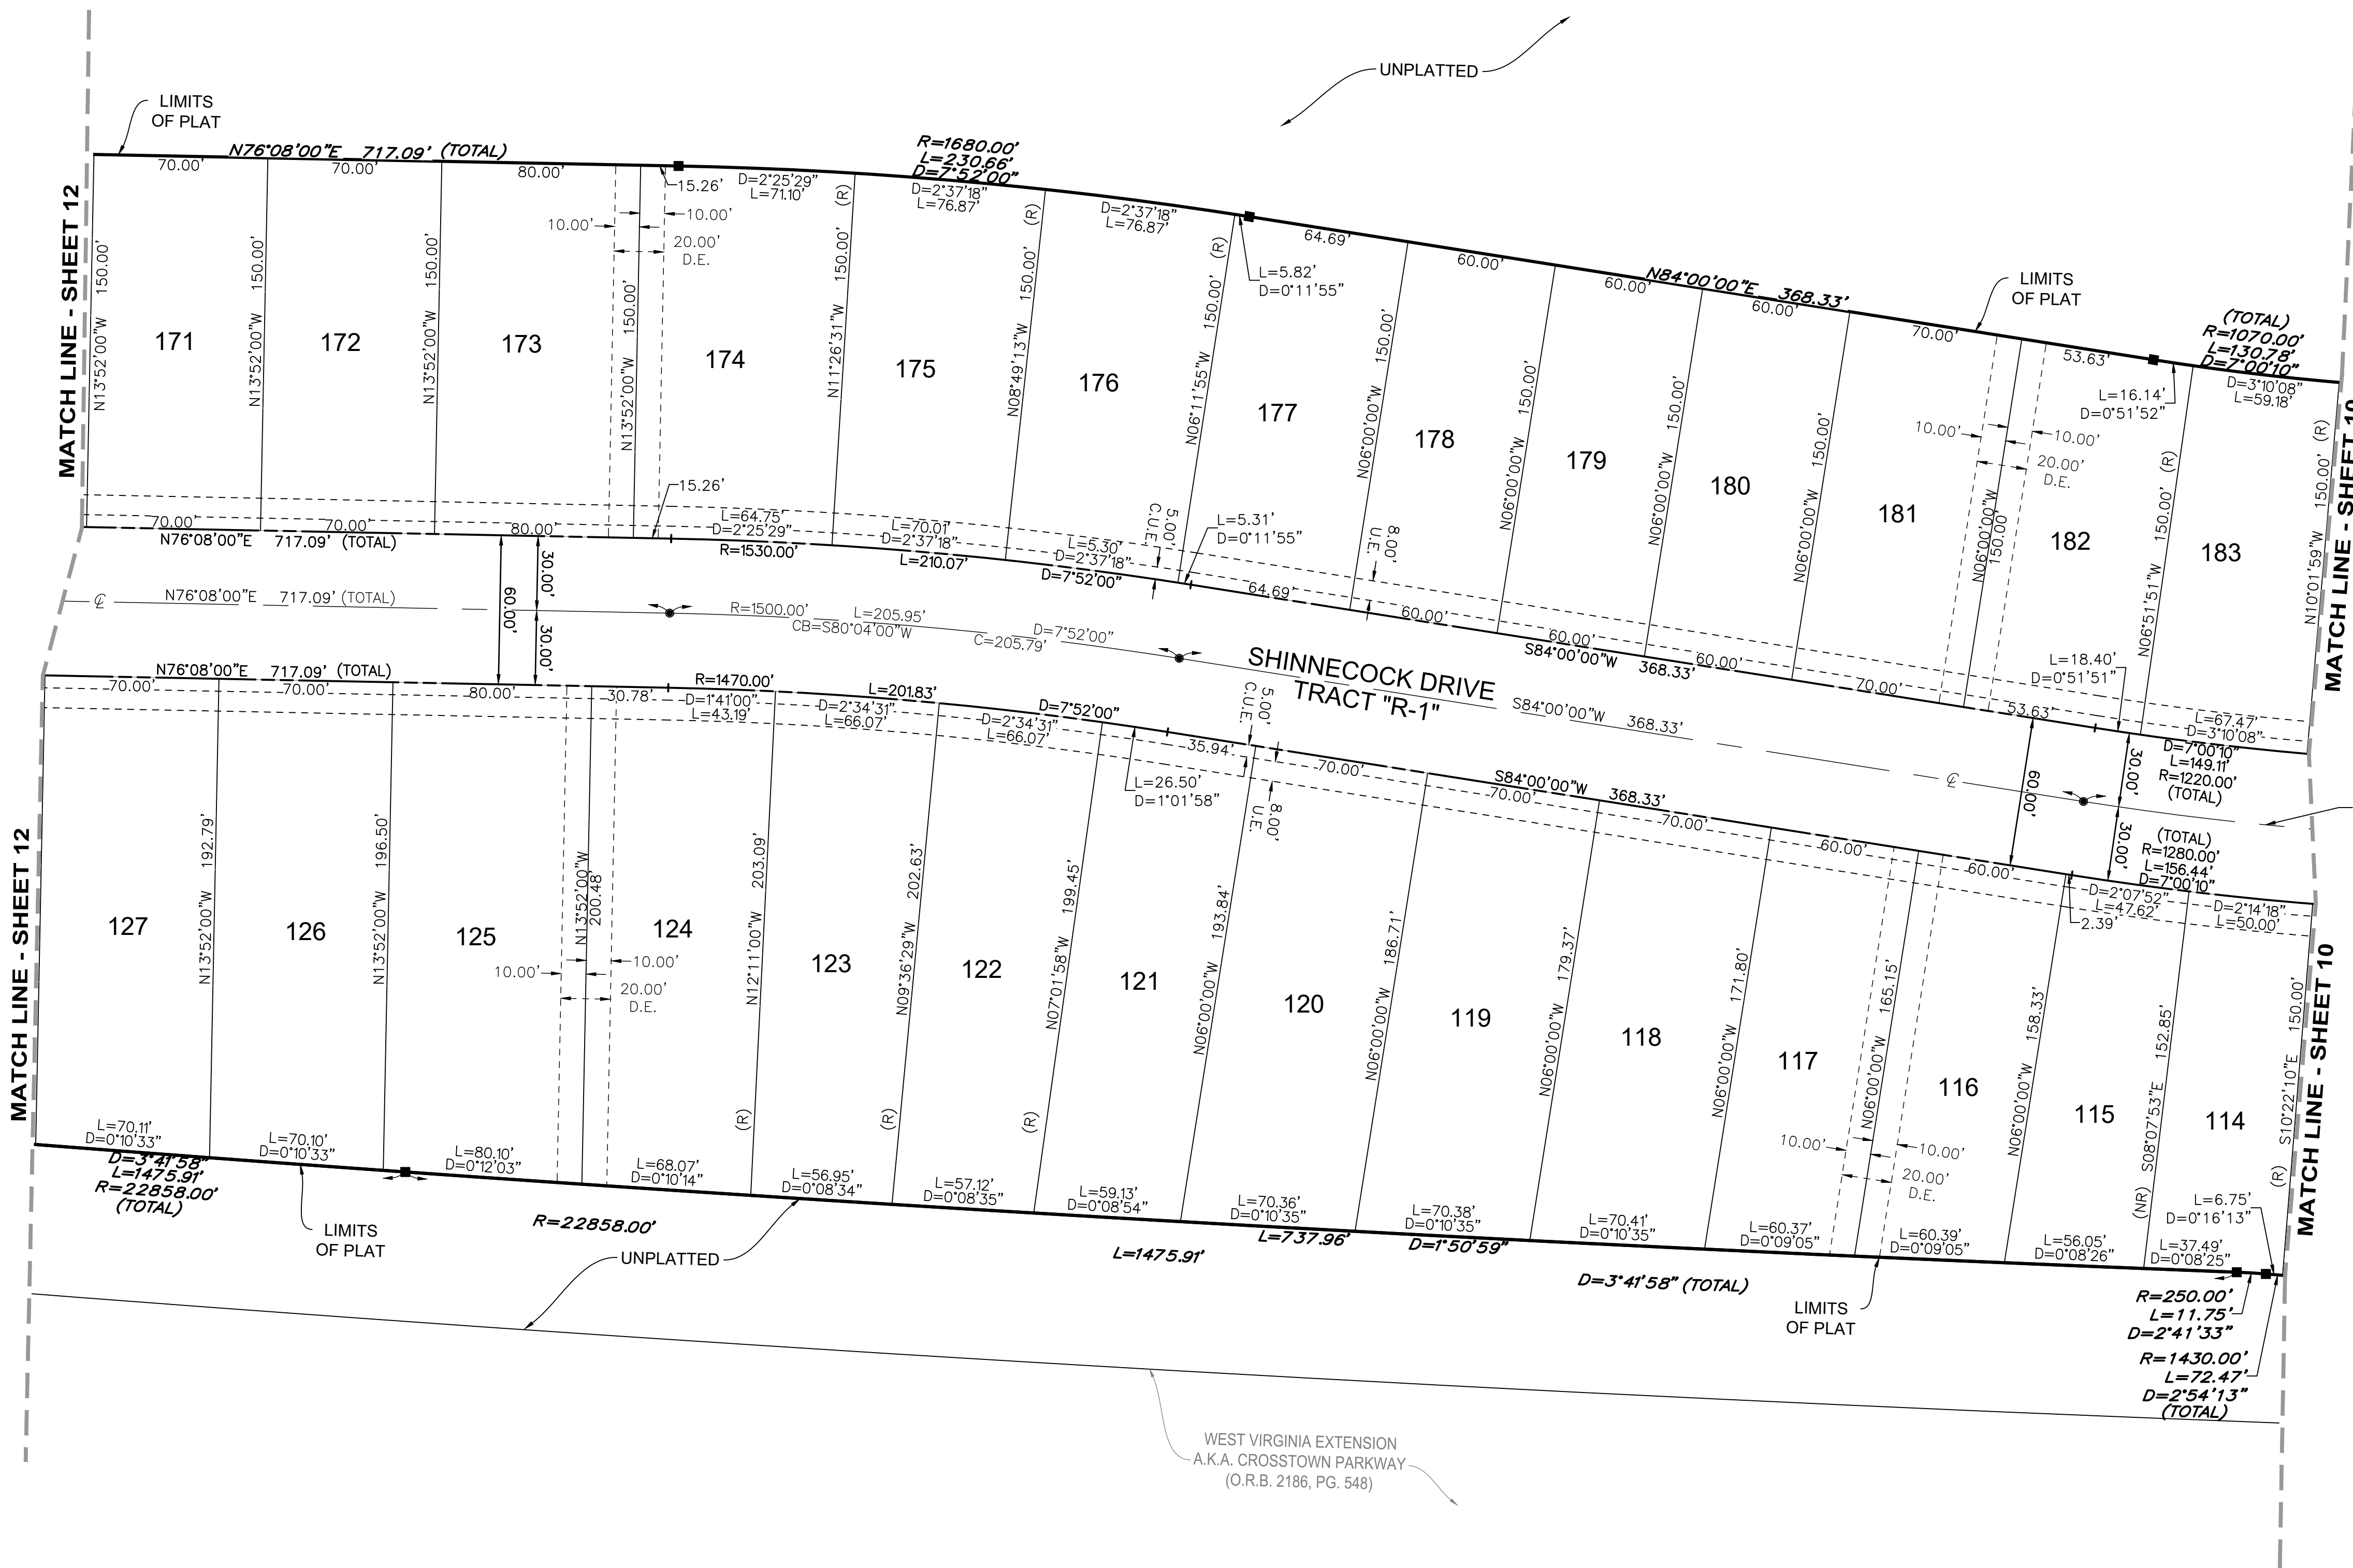 UNPLATTED
LIMITS
OF PLAT
N76°08'00"E 717.09' (TOTAL)
70.00'
70.00'
80.00'
15.26'
R=1680.00'
L=230.66'
D=7°52'00"
D=2°25'29"
L=71.10'
D=2°37'18"
L=76.87'
D=2°37'18"
L=76.87'
L=5.82'
D=0°11'55"
64.69'
60.00'
60.00'
60.00'
N84°00'00"E 368.33'
70.00'
LIMITS
OF PLAT
53.63'
(TOTAL)
R=1070.00'
L=130.78'
D=7°00'10"
D=3°10'08"
L=59.18'
L=16.14'
D=0°51'52"
MATCH LINE - SHEET 12
N13°52'00"W 150.00'
171
N13°52'00"W 150.00'
172
N13°52'00"W 150.00'
173
10.00'
10.00'
20.00'
D.E.
N13°52'00"W 150.00'
174
N11°26'31"W 150.00' (R)
175
N08°49'13"W 150.00' (R)
176
N06°11'55"W 150.00' (R)
177
N06°00'00"W 150.00'
178
N06°00'00"W 150.00'
179
N06°00'00"W 150.00'
180
N06°00'00"W 150.00'
181
10.00'
10.00'
20.00'
D.E.
N06°00'00"W
150.00'
182
N06°51'51"W 150.00' (R)
183
N10°01'59"W 150.00' (R)
MATCH LINE - SHEET 10
70.00'
70.00'
80.00'
15.26'
L=64.75'
D=2°25'29"
L=70.01'
D=2°37'18"
L=5.30'
D=2°37'18"
5.00'
C.U.E.
L=5.31'
D=0°11'55"
8.00'
U.E.
64.69'
60.00'
60.00'
60.00'
70.00'
53.63'
L=18.40'
D=0°51'51"
L=67.47'
D=3°10'08"
N76°08'00"E 717.09' (TOTAL)
R=1530.00'
L=210.07'
D=7°52'00"
S84°00'00"W 368.33'
D=7°00'10"
L=149.11'
R=1220.00'
(TOTAL)
60.00'
30.00'
30.00'
N76°08'00"E 717.09' (TOTAL)
R=1500.00'
L=205.95'
CB=S80°04'00"W
C=205.79'
D=7°52'00"
SHINNECOCK DRIVE
TRACT "R-1"
S84°00'00"W 368.33'
60.00'
30.00'
30.00'
N76°08'00"E 717.09' (TOTAL)
R=1470.00'
L=201.83'
D=7°52'00"
S84°00'00"W 368.33'
(TOTAL)
R=1280.00'
L=156.44'
D=7°00'10"
70.00'
70.00'
80.00'
30.78'
D=1°41'00"
L=43.19'
D=2°34'31"
L=66.07'
D=2°34'31"
L=66.07'
L=26.50'
D=1°01'58"
35.94'
5.00'
C.U.E.
8.00'
U.E.
70.00'
70.00'
70.00'
60.00'
60.00'
2.39'
D=2°07'52"
L=47.62'
D=2°14'18"
L=50.00'
MATCH LINE - SHEET 12
127
N13°52'00"W 192.79'
126
N13°52'00"W 196.50'
125
N13°52'00"W
200.48'
10.00'
10.00'
20.00'
D.E.
124
N12°11'00"W 203.09'
(R)
123
N09°36'29"W 202.63'
(R)
122
N07°01'58"W 199.45'
(R)
121
N06°00'00"W 193.84'
120
N06°00'00"W 186.71'
119
N06°00'00"W 179.37'
118
N06°00'00"W 171.80'
117
N06°00'00"W 165.15'
10.00'
10.00'
20.00'
D.E.
116
N06°00'00"W 158.33'
115
(NR) S08°07'53"E 152.85'
114
(R) S10°22'10"E 150.00'
MATCH LINE - SHEET 10
L=70.11'
D=0°10'33"
L=70.10'
D=0°10'33"
L=80.10'
D=0°12'03"
L=68.07'
D=0°10'14"
L=56.95'
D=0°08'34"
L=57.12'
D=0°08'35"
L=59.13'
D=0°08'54"
L=70.36'
D=0°10'35"
L=70.38'
D=0°10'35"
L=70.41'
D=0°10'35"
L=60.37'
D=0°09'05"
L=60.39'
D=0°09'05"
L=56.05'
D=0°08'26"
L=37.49'
D=0°08'25"
L=6.75'
D=0°16'13"
D=3°41'58"
L=1475.91'
R=22858.00'
(TOTAL)
LIMITS
OF PLAT
R=22858.00'
UNPLATTED
L=1475.91'
L=737.96'
D=1°50'59"
D=3°41'58" (TOTAL)
LIMITS
OF PLAT
R=250.00'
L=11.75'
D=2°41'33"
R=1430.00'
L=72.47'
D=2°54'13"
(TOTAL)
WEST VIRGINIA EXTENSION
A.K.A. CROSSTOWN PARKWAY
(O.R.B. 2186, PG. 548)